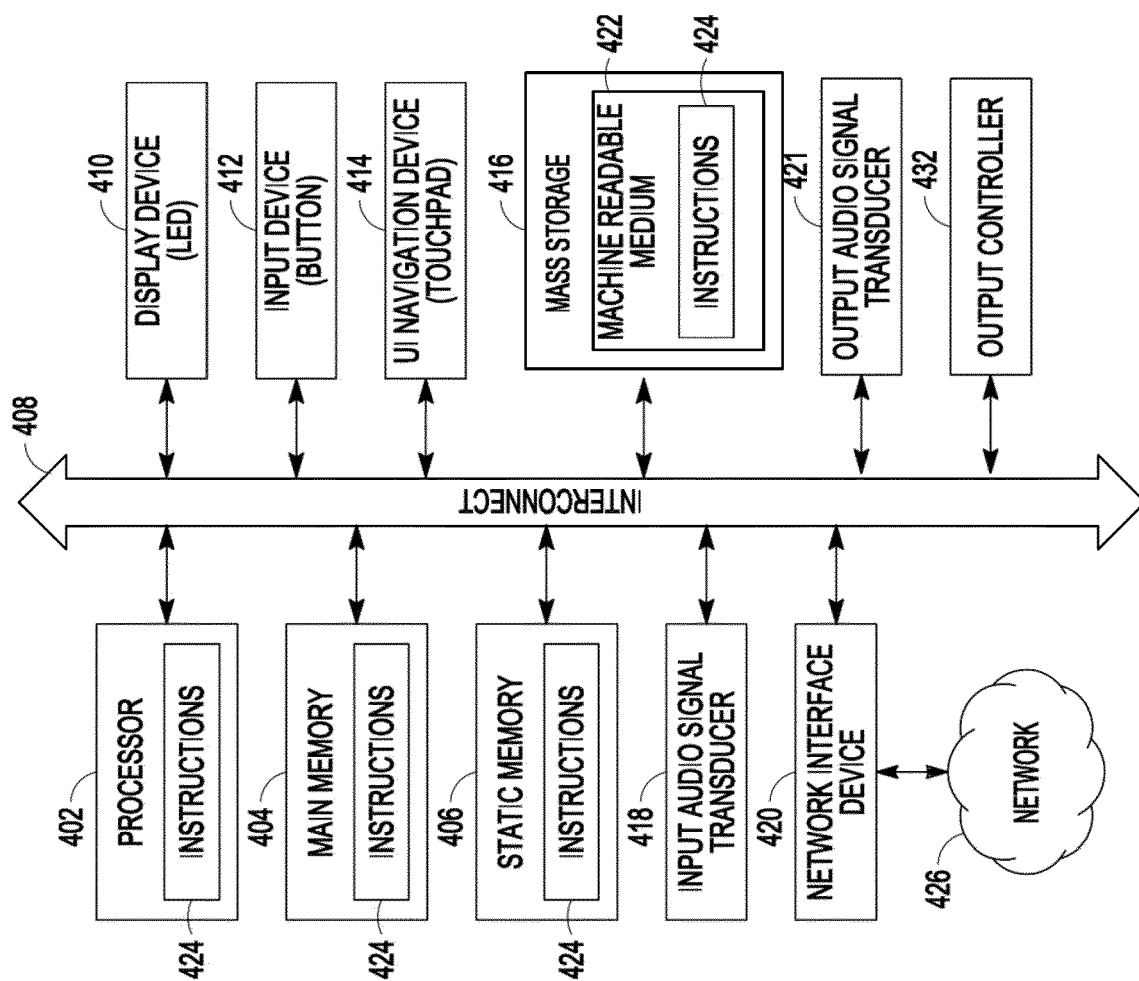 402
PROCESSOR
INSTRUCTIONS
424
404
MAIN MEMORY
INSTRUCTIONS
424
406
STATIC MEMORY
INSTRUCTIONS
424
418
INPUT AUDIO SIGNAL
TRANSDUCER
420
NETWORK INTERFACE
DEVICE
426
NETWORK
408
INTERCONNECT
410
DISPLAY DEVICE
(LED)
412
INPUT DEVICE
(BUTTON)
414
UI NAVIGATION DEVICE
(TOUCHPAD)
416
MASS STORAGE
422
MACHINE READABLE
MEDIUM
424
INSTRUCTIONS
421
OUTPUT AUDIO SIGNAL
TRANSDUCER
432
OUTPUT CONTROLLER